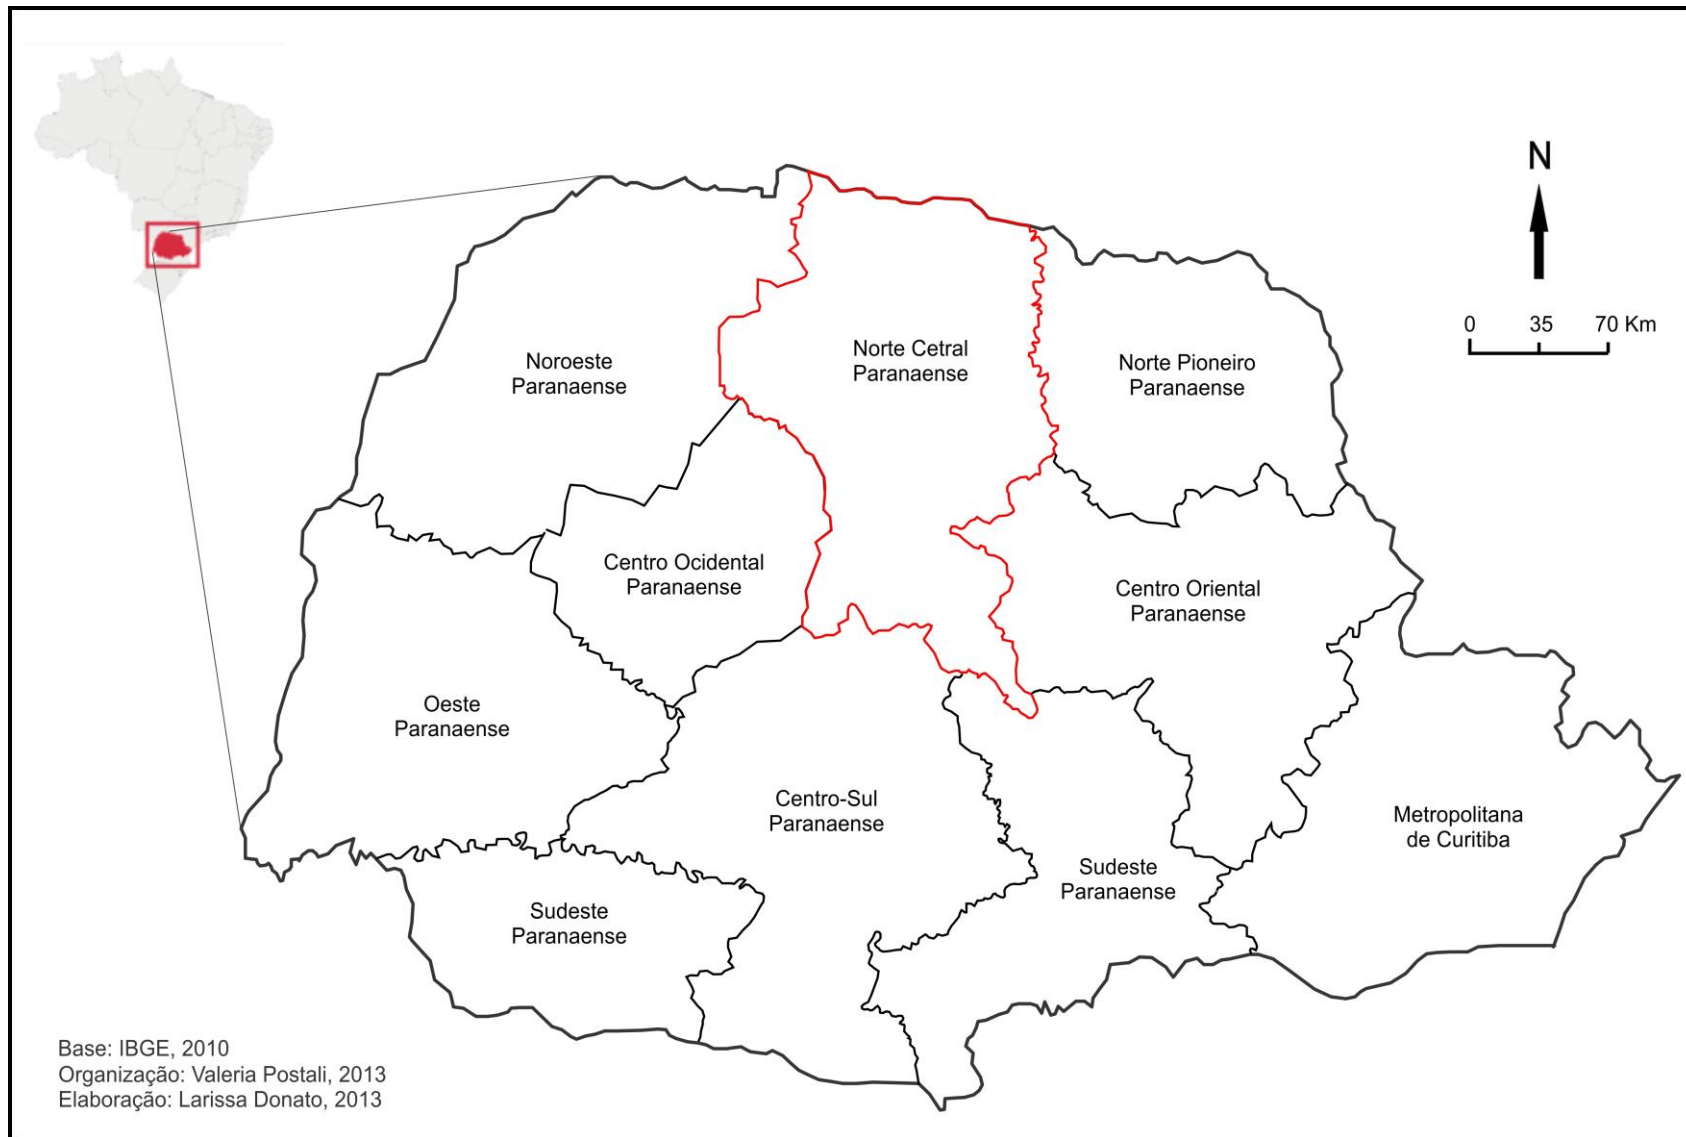 N
0 35 70 Km
Noroeste
Paranaense
Norte Cetral
Paranaense
Norte Pioneiro
Paranaense
Centro Ocidental
Paranaense
Centro Oriental
Paranaense
Oeste
Paranaense
Centro-Sul
Paranaense
Metropolitana
de Curitiba
Sudeste
Paranaense
Sudeste
Paranaense
Base: IBGE, 2010
Organização: Valeria Postali, 2013
Elaboração: Larissa Donato, 2013